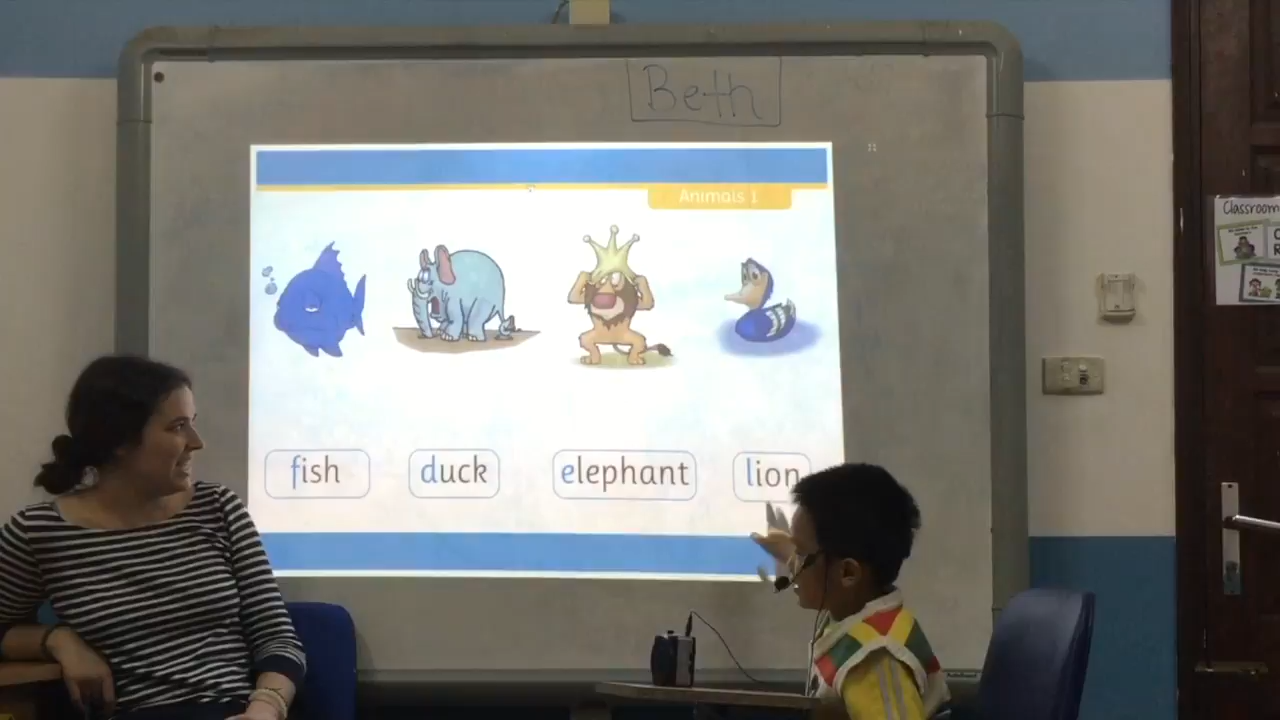 Beth
Animals 1
fish
duck
elephant
lion
Classroom